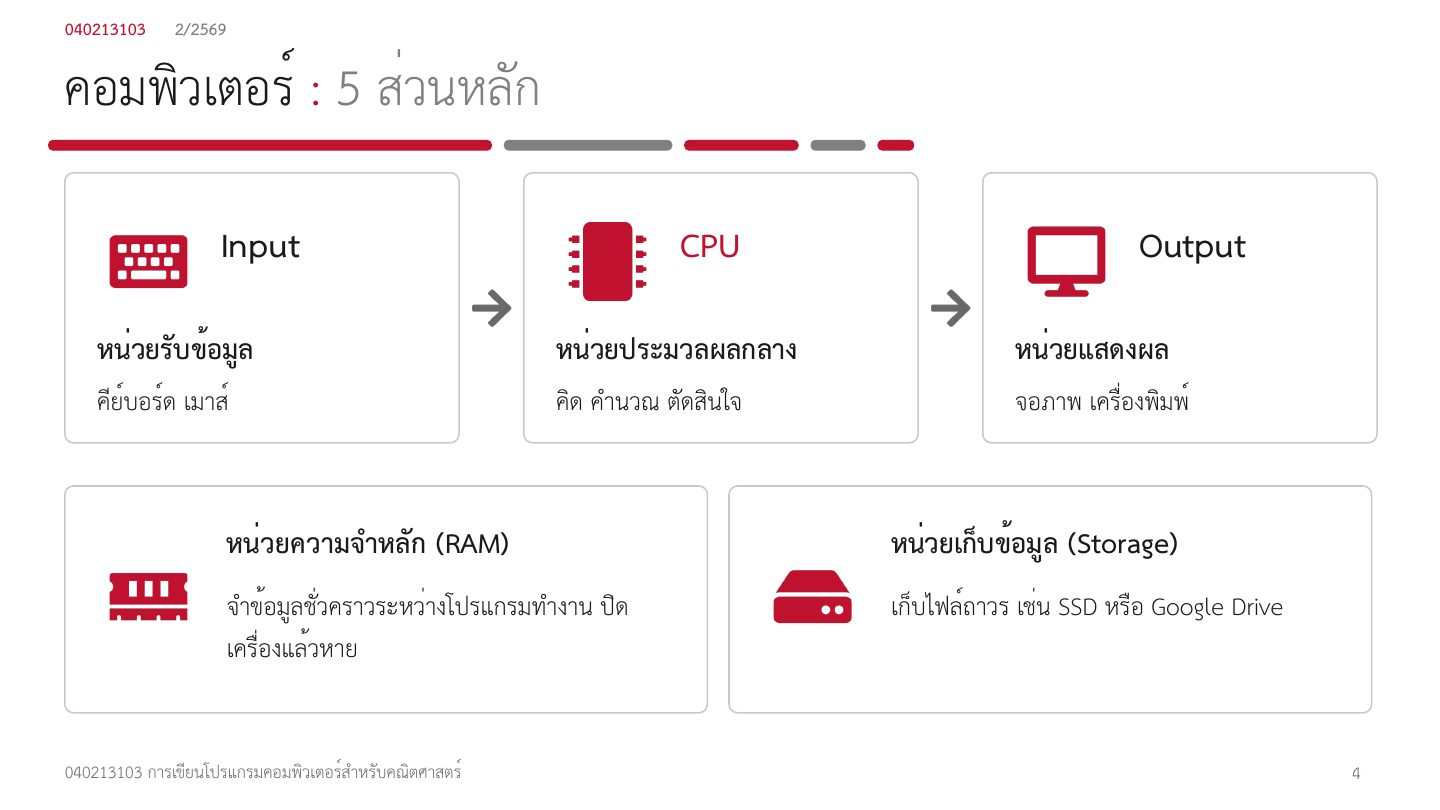 040213103 2/2569
คอมพิวเตอร์ : 5 ส่วนหลัก
Input
หน่วยรับข้อมูล
คีย์บอร์ด เมาส์
CPU
หน่วยประมวลผลกลาง
คิด คำนวณ ตัดสินใจ
Output
หน่วยแสดงผล
จอภาพ เครื่องพิมพ์
หน่วยความจำหลัก (RAM)
จำข้อมูลชั่วคราวระหว่างโปรแกรมทำงาน ปิด
เครื่องแล้วหาย
หน่วยเก็บข้อมูล (Storage)
เก็บไฟล์ถาวร เช่น SSD หรือ Google Drive
040213103 การเขียนโปรแกรมคอมพิวเตอร์สำหรับคณิตศาสตร์
4